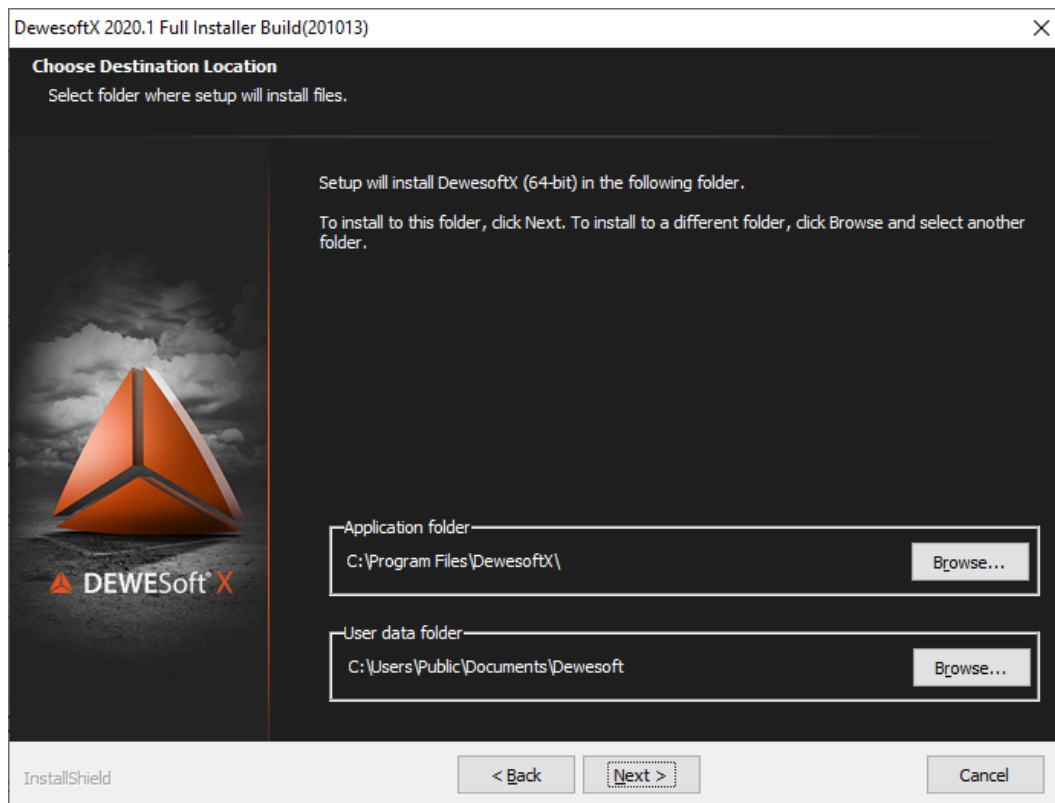 DewesoftX 2020.1 Full Installer Build(201013)
Choose Destination Location
Select folder where setup will install files.
Setup will install DewesoftX (64-bit) in the following folder.
To install to this folder, click Next. To install to a different folder, click Browse and select another
folder.
Application folder
C:\Program Files\DewesoftX\
Browse...
DEWESoft® X
User data folder
C:\Users\Public\Documents\Dewesoft
Browse...
InstallShield
< Back
Next >
Cancel